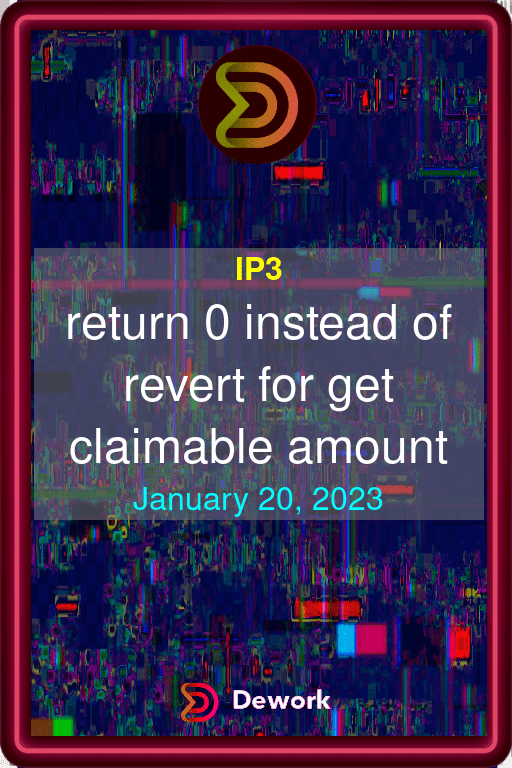 IP3
return 0 instead of
revert for get
claimable amount
January 20, 2023
Dework